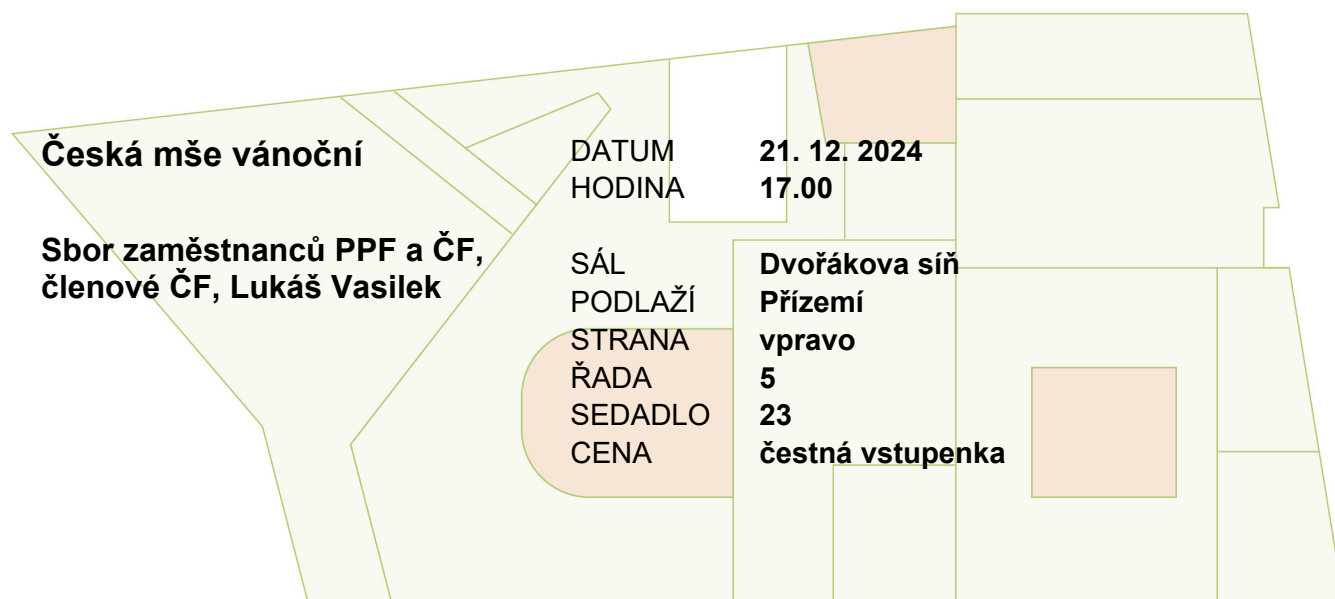 Česká mše vánoční
Sbor zaměstnanců PPF a ČF,
členové ČF, Lukáš Vasilek
DATUM 21. 12. 2024
HODINA 17.00
SÁL Dvořákova síň
PODLAŽÍ Přízemí
STRANA vpravo
ŘADA 5
SEDADLO 23
CENA čestná vstupenka